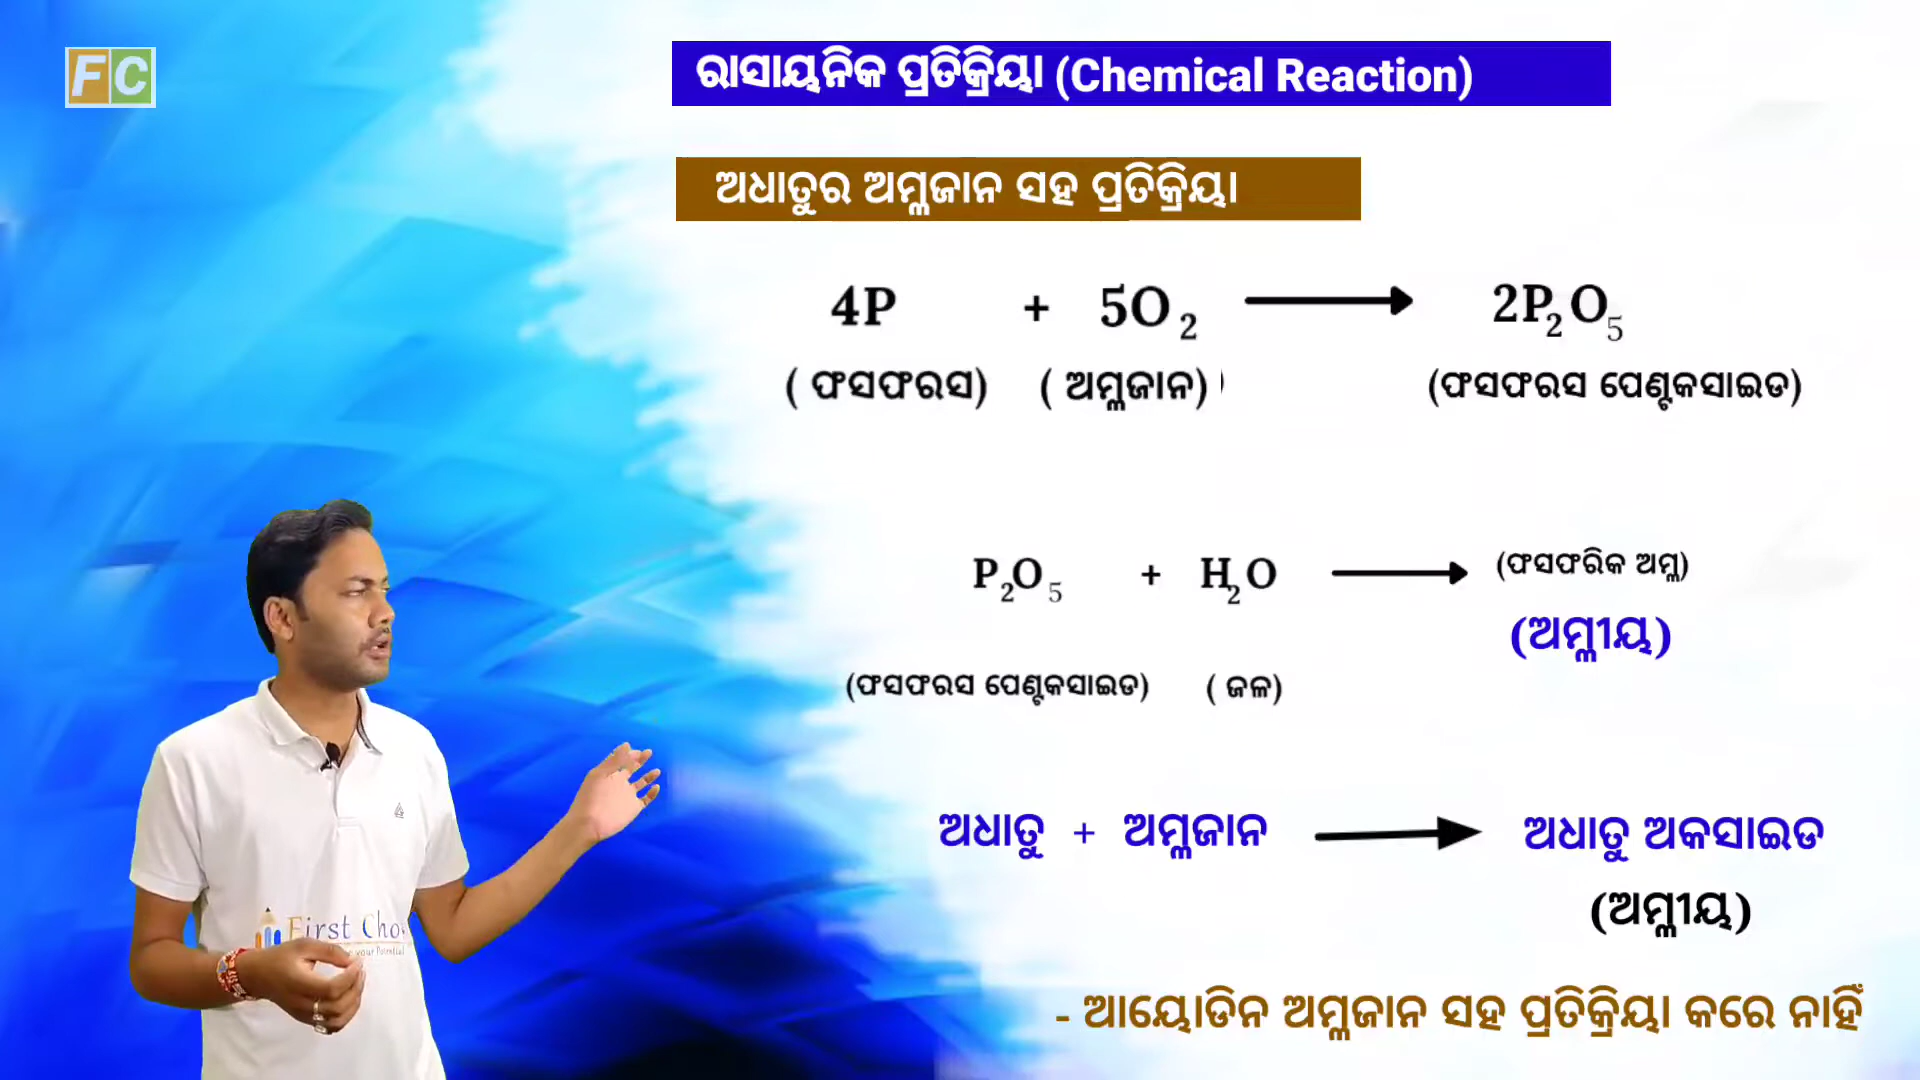 FC
ରାସାୟନିକ ପ୍ରତିକ୍ରିୟା (Chemical Reaction)
ଅଧାତୁର ଅମ୍ଳଜାନ ସହ ପ୍ରତିକ୍ରିୟା
4P + 5O₂ ⟶ 2P₂O₅
( ଫସଫରସ) ( ଅମ୍ଳଜାନ) (ଫସଫରସ ପେଣ୍ଟକସାଇଡ)
P₂O₅ + H₂O ⟶ (ଫସଫରିକ ଅମ୍ଳ)
(ଅମ୍ଳୀୟ)
(ଫସଫରସ ପେଣ୍ଟକସାଇଡ) ( ଜଳ)
ଅଧାତୁ + ଅମ୍ଳଜାନ ⟶ ଅଧାତୁ ଅକସାଇଡ
(ଅମ୍ଳୀୟ)
First Cho
your Potential
- ଆୟୋଡିନ ଅମ୍ଳଜାନ ସହ ପ୍ରତିକ୍ରିୟା କରେ ନାହିଁ